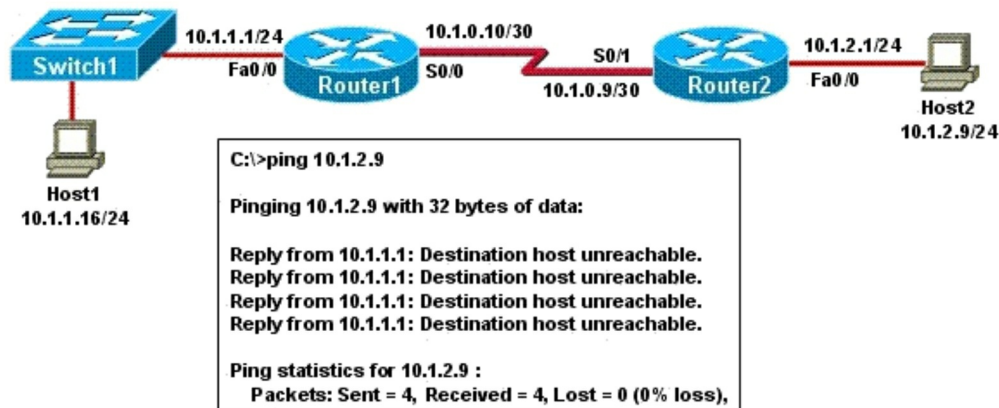 10.1.1.1/24
10.1.0.10/30
Switch1
Fa0/0
Router1
S0/0
S0/1
10.1.0.9/30
Router2
10.1.2.1/24
Fa0/0
Host2
10.1.2.9/24
Host1
10.1.1.16/24
C:\>ping 10.1.2.9
Pinging 10.1.2.9 with 32 bytes of data:
Reply from 10.1.1.1: Destination host unreachable.
Reply from 10.1.1.1: Destination host unreachable.
Reply from 10.1.1.1: Destination host unreachable.
Reply from 10.1.1.1: Destination host unreachable.
Ping statistics for 10.1.2.9 :
Packets: Sent = 4, Received = 4, Lost = 0 (0% loss),